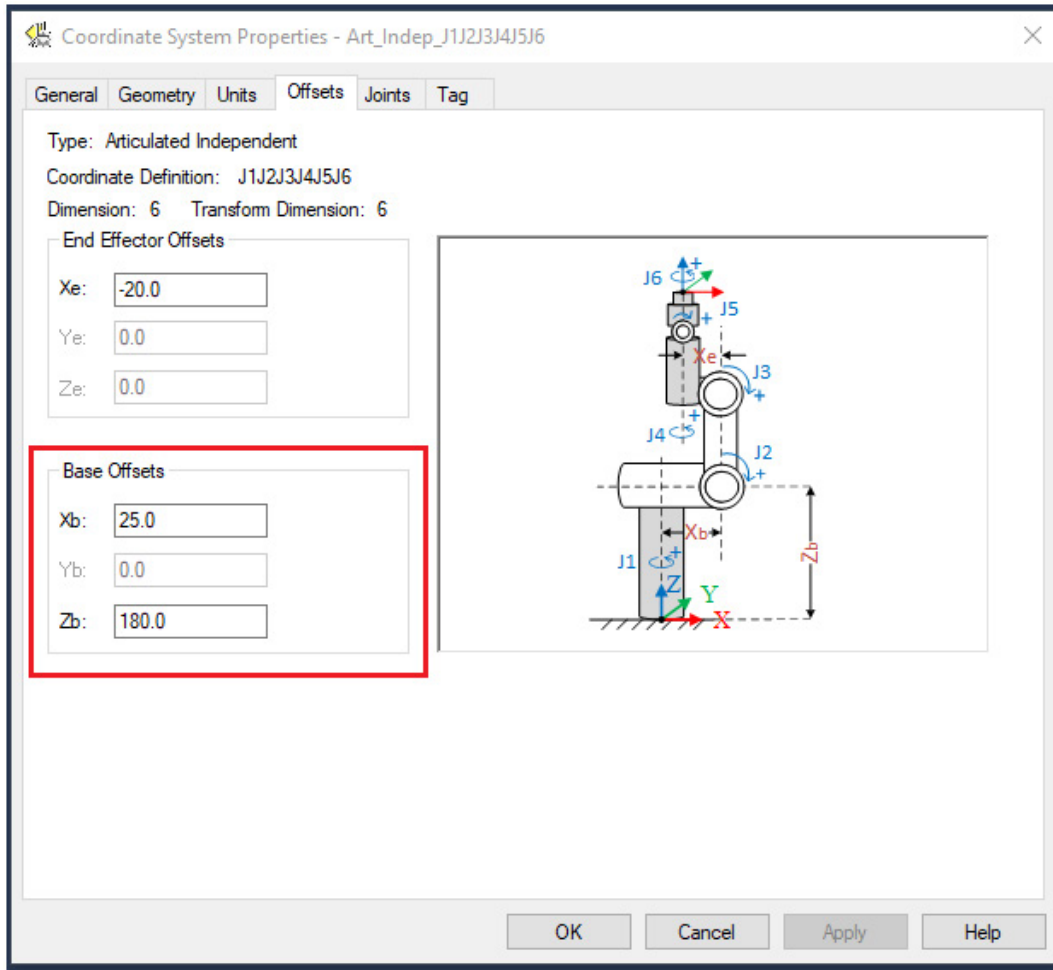 Coordinate System Properties - Art_Indep_J1J2J3J4J5J6
General Geometry Units Offsets Joints Tag
Type: Articulated Independent
Coordinate Definition: J1J2J3J4J5J6
Dimension: 6 Transform Dimension: 6
End Effector Offsets
Xe: -20.0
Ye: 0.0
Ze: 0.0
Base Offsets
Xb: 25.0
Yb: 0.0
Zb: 180.0
J6 +
+ J5
Xe
J3
+
+
J4
J2
+
Xb
Zb
J1 +
Z
Y
X
OK Cancel Apply Help